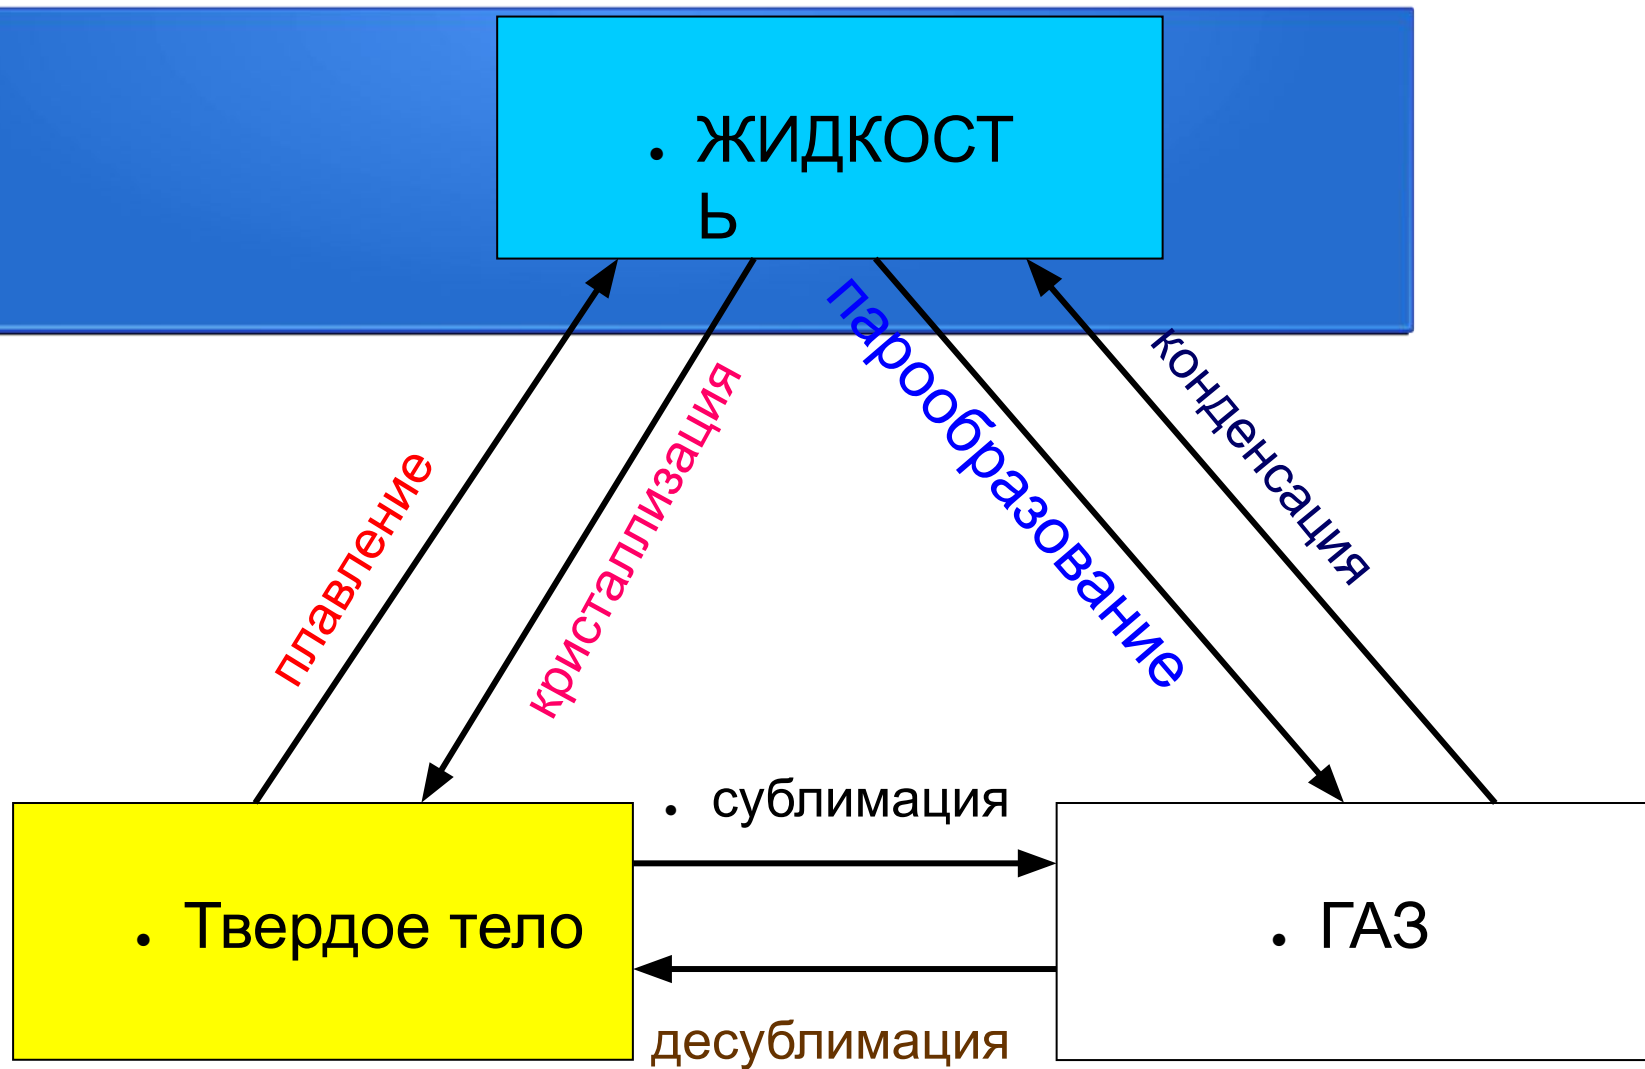 • ЖИДКОСТ
Ь
плавление
кристаллизация
парообразование
конденсация
• сублимация
• Твердое тело
• ГАЗ
десублимация